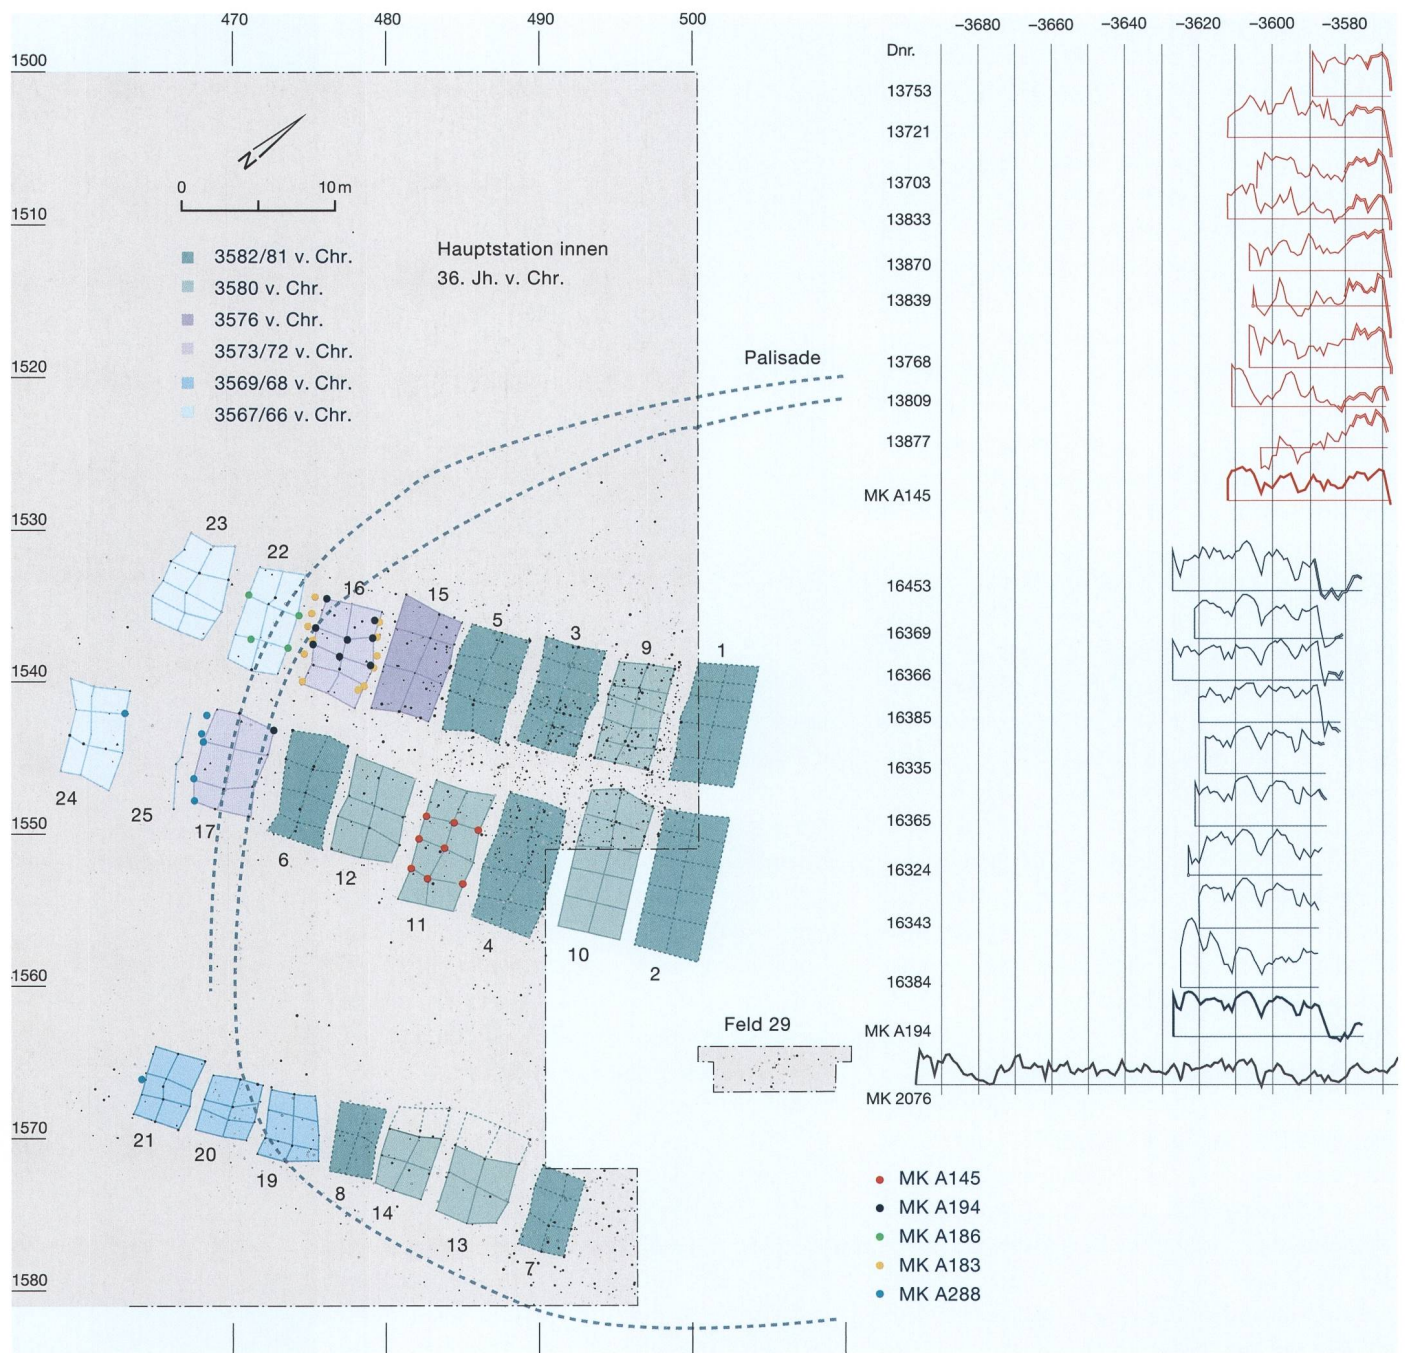 470 480 490 500
1500
1510
1520
1530
1540
1550
1560
1570
1580
N
0 10 m
3582/81 v. Chr.
3580 v. Chr.
3576 v. Chr.
3573/72 v. Chr.
3569/68 v. Chr.
3567/66 v. Chr.
Hauptstation innen
36. Jh. v. Chr.
Palisade
23
22
16
15
5
3
9
1
24
25
17
6
12
11
4
10
2
Feld 29
21
20
19
8
14
13
7
−3680 −3660 −3640 −3620 −3600 −3580
Dnr.
13753
13721
13703
13833
13870
13839
13768
13809
13877
MK A145
16453
16369
16366
16385
16335
16365
16324
16343
16384
MK A194
MK 2076
MK A145
MK A194
MK A186
MK A183
MK A288